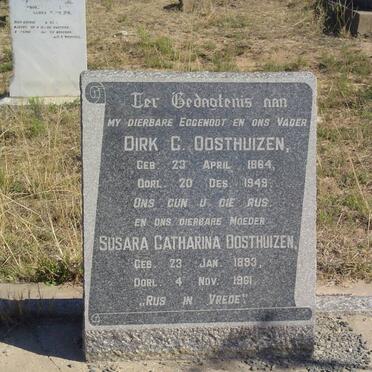 Ter Gedagtenis aan
MY DIERBARE EGGENOOT EN ONS VADER
DIRK C. OOSTHUIZEN,
GEB. 23 APRIL 1884,
OORL. 20 DES. 1949.
ONS GUN U DIE RUS.
EN ONS DIERBARE MOEDER
SUSARA CATHARINA OOSTHUIZEN,
GEB. 23 JAN. 1893,
OORL. 4 NOV. 1961.
„RUS IN VREDE".